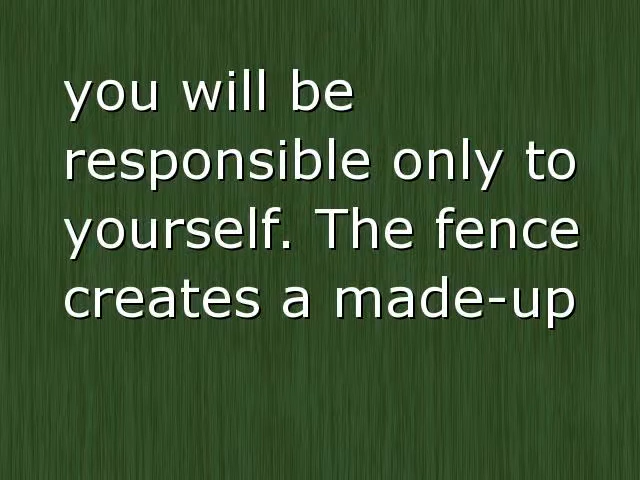 you will be
responsible only to
yourself. The fence
creates a made-up